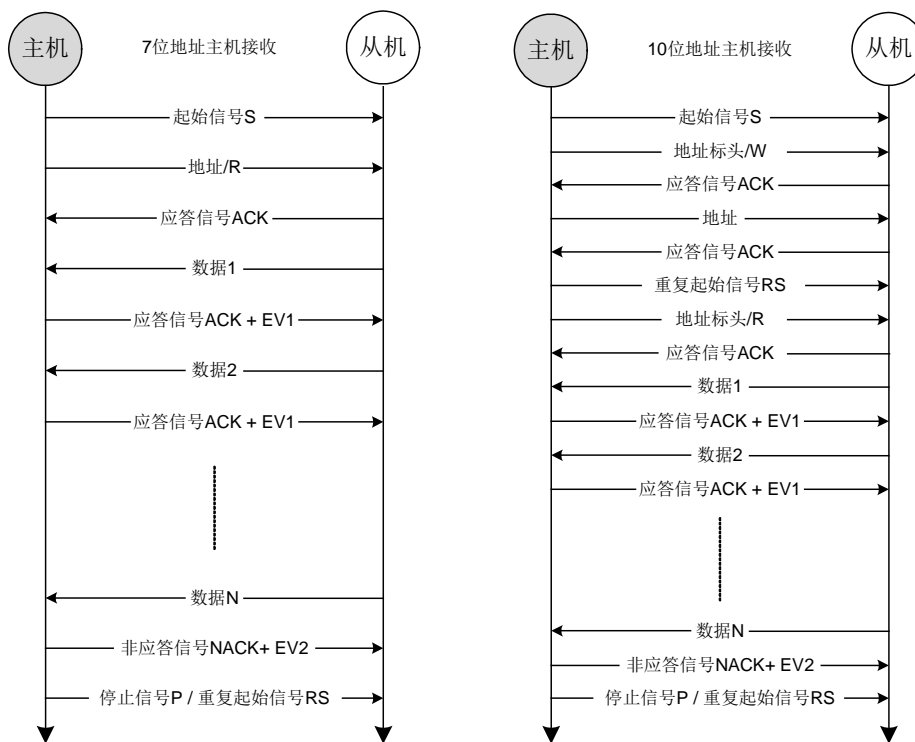 主机
7位地址主机接收
从机
起始信号S
地址/R
应答信号ACK
数据1
应答信号ACK + EV1
数据2
应答信号ACK + EV1
数据N
非应答信号NACK+ EV2
停止信号P / 重复起始信号RS
主机
10位地址主机接收
从机
起始信号S
地址标头/W
应答信号ACK
地址
应答信号ACK
重复起始信号RS
地址标头/R
应答信号ACK
数据1
应答信号ACK + EV1
数据2
应答信号ACK + EV1
数据N
非应答信号NACK+ EV2
停止信号P / 重复起始信号RS